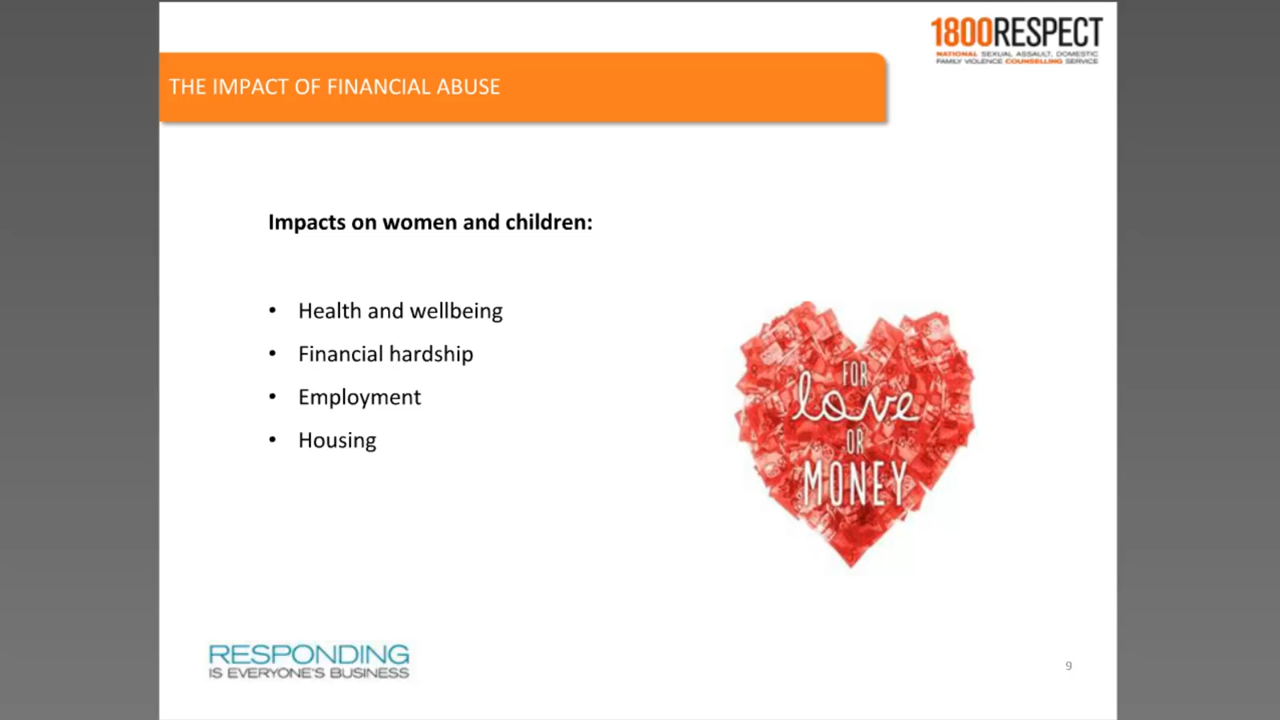 1800RESPECT
NATIONAL SEXUAL ASSAULT, DOMESTIC
FAMILY VIOLENCE COUNSELLING SERVICE
THE IMPACT OF FINANCIAL ABUSE
Impacts on women and children:
• Health and wellbeing
• Financial hardship
• Employment
• Housing
FOR
love
OR
MONEY
RESPONDING
IS EVERYONE'S BUSINESS
9